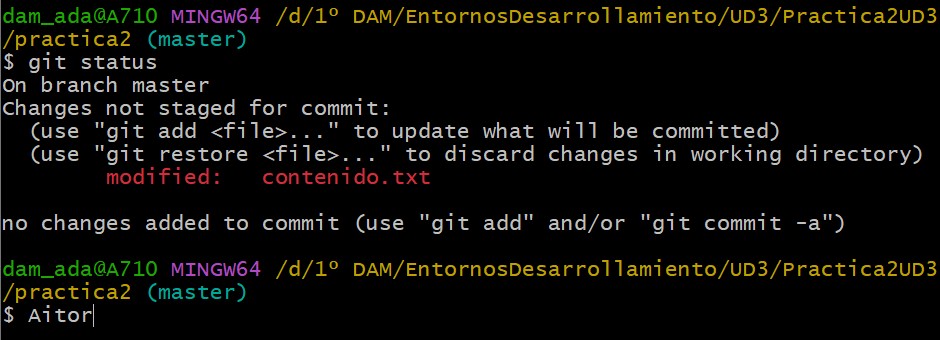 dam_ada@A710 MINGW64 /d/1º DAM/EntornosDesarrollamiento/UD3/Practica2UD3
/practica2 (master)
$ git status
On branch master
Changes not staged for commit:
  (use "git add <file>..." to update what will be committed)
  (use "git restore <file>..." to discard changes in working directory)
        modified:   contenido.txt

no changes added to commit (use "git add" and/or "git commit -a")

dam_ada@A710 MINGW64 /d/1º DAM/EntornosDesarrollamiento/UD3/Practica2UD3
/practica2 (master)
$ Aitor